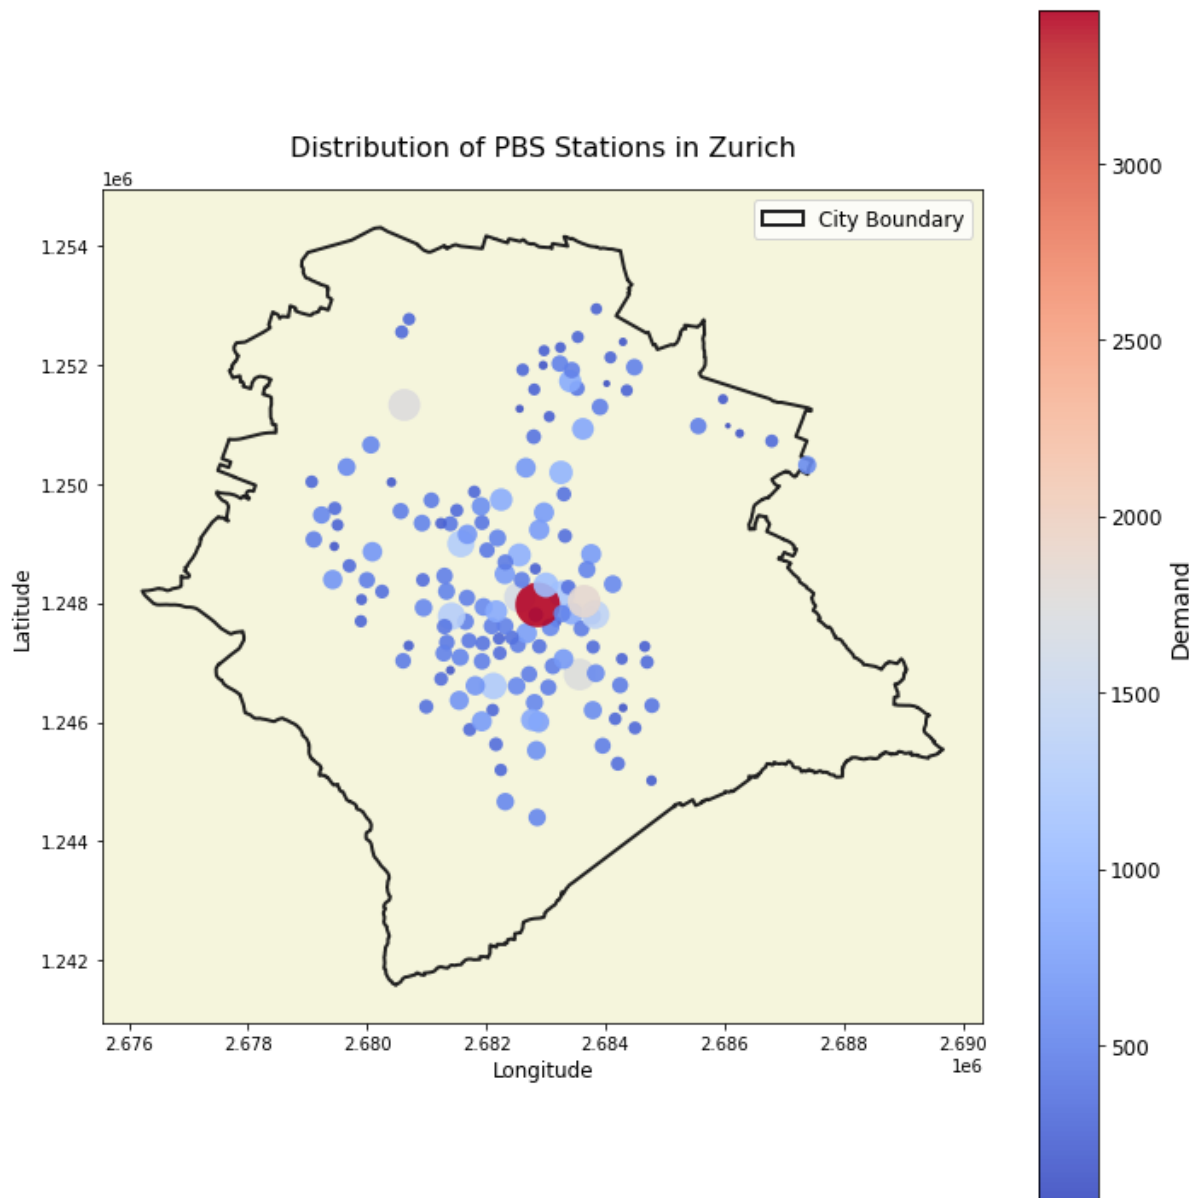 Distribution of PBS Stations in Zurich
1e6
City Boundary
1.254
1.252
1.250
1.248
1.246
1.244
1.242
Latitude
2.676 2.678 2.680 2.682 2.684 2.686 2.688 2.690
1e6
Longitude
3000
2500
2000
1500
1000
500
Demand